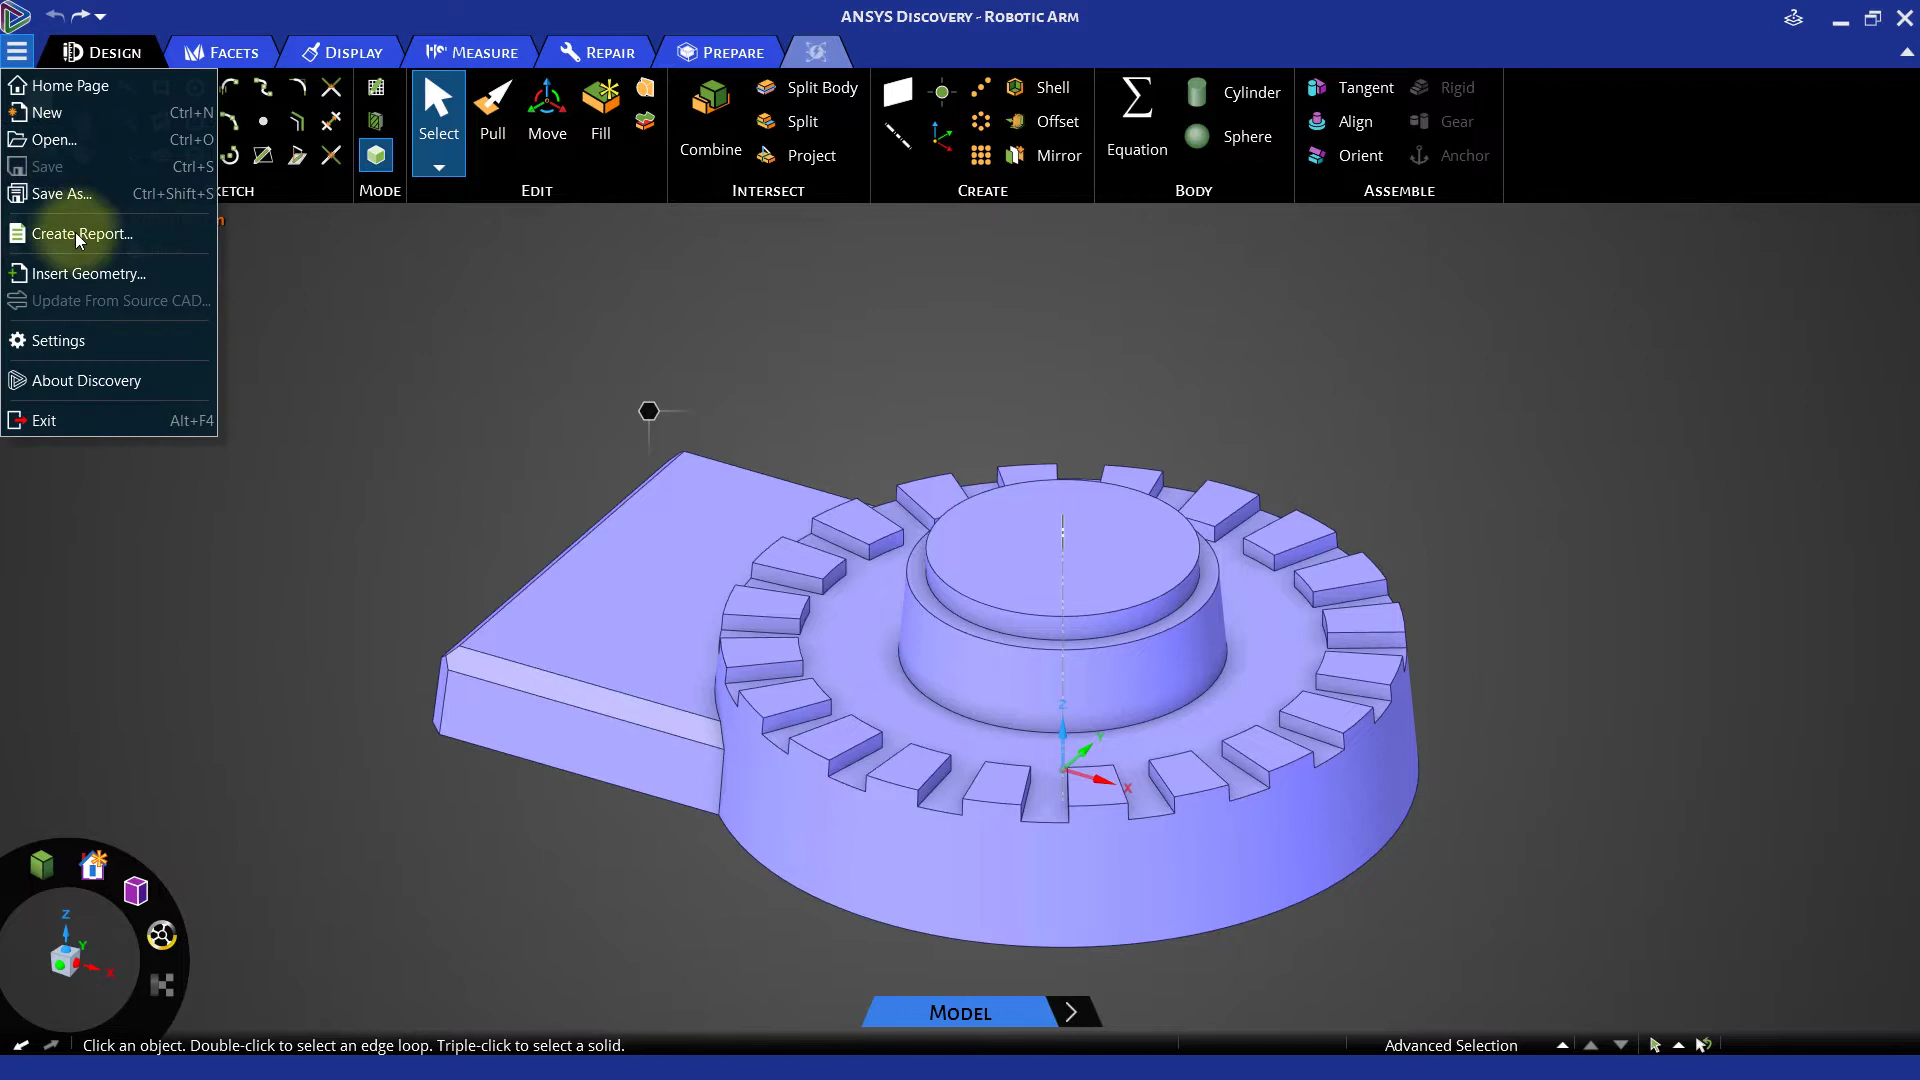 ANSYS Discovery - Robotic Arm
Design
Facets
Display
Measure
Repair
Prepare
Home Page
New Ctrl+N
Open... Ctrl+O
Save Ctrl+S
Save As... Ctrl+Shift+S
Create Report...
Insert Geometry...
Update From Source CAD...
Settings
About Discovery
Exit Alt+F4
Select
Pull
Move
Fill
Combine
Split Body
Split
Project
Shell
Offset
Mirror
Equation
Cylinder
Sphere
Tangent
Align
Orient
Rigid
Gear
Anchor
Mode
Edit
Intersect
Create
Body
Assemble
Z
Y
X
Z
Y
X
Model
Click an object. Double-click to select an edge loop. Triple-click to select a solid.
Advanced Selection